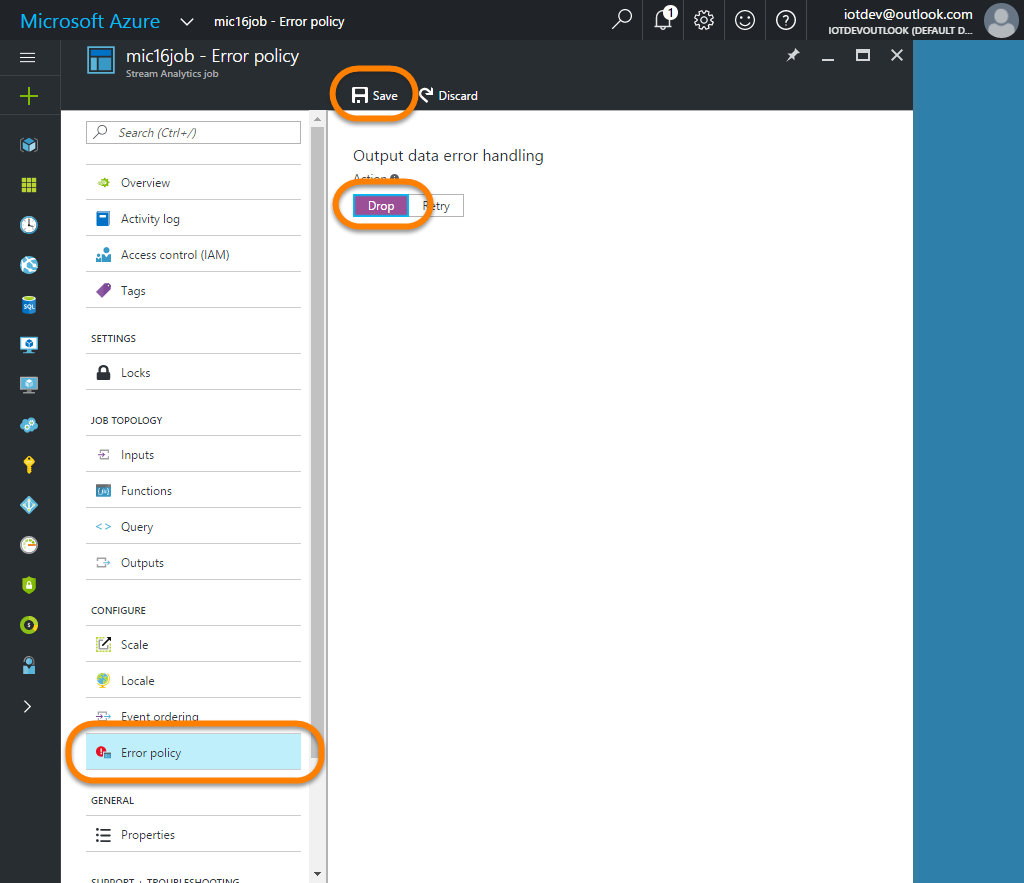 Microsoft Azure
mic16job - Error policy
1
iotdev@outlook.com
IOTDEVOUTLOOK (DEFAULT D...
mic16job - Error policy
Stream Analytics job
Save
Discard
Search (Ctrl+/)
Overview
Activity log
Access control (IAM)
Tags
SETTINGS
Locks
JOB TOPOLOGY
Inputs
Functions
Query
Outputs
CONFIGURE
Scale
Locale
Event ordering
Error policy
GENERAL
Properties
SUPPORT + TROUBLESHOOTING
Output data error handling
Action
Drop
Retry